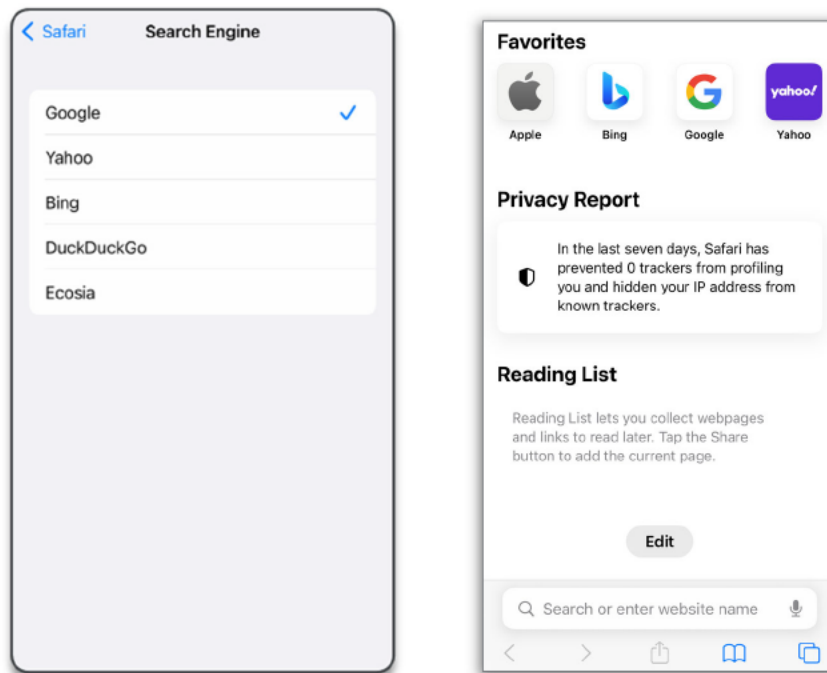 Safari
Search Engine
Google
Yahoo
Bing
DuckDuckGo
Ecosia
Favorites
yahoo!
Apple
Bing
Google
Yahoo
Privacy Report
In the last seven days, Safari has
prevented 0 trackers from profiling
you and hidden your IP address from
known trackers.
Reading List
Reading List lets you collect webpages
and links to read later. Tap the Share
button to add the current page.
Edit
Search or enter website name